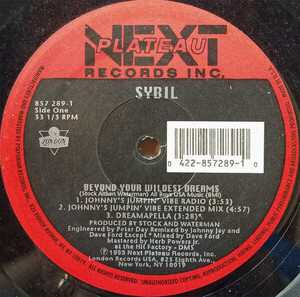 NEXT
PLATEAU
RECORDS INC.
SYBIL
857 289-1
Side One
33 1/3 RPM
LONDON
0 422-857289-1 0
BEYOND YOUR WILDEST DREAMS
(Stock Aitken Waterman) All Boys USA Music (BMI)
1. JOHNNY'S JUMPIN' VIBE RADIO (3:53)
2. JOHNNY'S JUMPIN' VIBE EXTENDED MIX (4:57)
3. DREAMAPELLA (3:28)*
PRODUCED BY STOCK AND WATERMAN
Engineered by Peter Day Remixed by Johnny Jay and
Dave Ford Except * Mixed by Dave Ford
Mastered by Herb Powers Jr.
at the Hit Factory - DMS
℗ 1993 Next Plateau Records Inc./
London Records USA, 825 Eighth Ave.,
New York, NY 10019